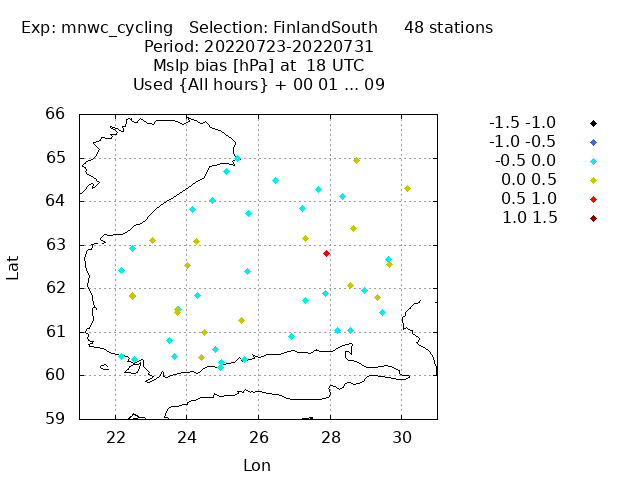 Exp: mnwc_cycling   Selection: FinlandSouth     48 stations
Period: 20220723-20220731
Mslp bias [hPa] at  18 UTC
Used {All hours} + 00 01 ... 09
66
65
64
63
62
61
60
59
Lat
22 24 26 28 30
Lon
-1.5 -1.0
-1.0 -0.5
-0.5 0.0
0.0 0.5
0.5 1.0
1.0 1.5